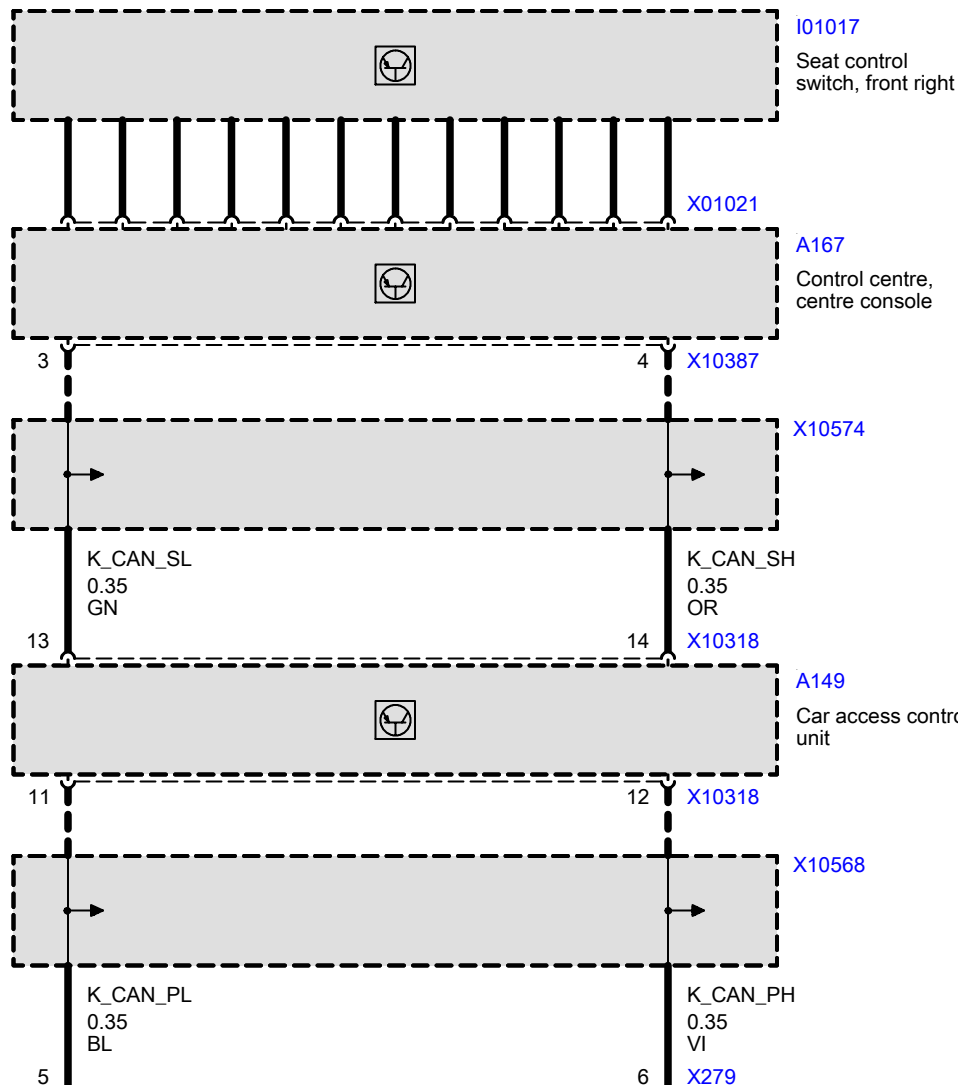 I01017
Seat control
switch, front right
X01021
A167
Control centre,
centre console
3 4 X10387
X10574
K_CAN_SL K_CAN_SH
0.35 0.35
GN OR
13 14 X10318
A149
Car access contro
unit
11 12 X10318
X10568
K_CAN_PL K_CAN_PH
0.35 0.35
BL VI
5 6 X279